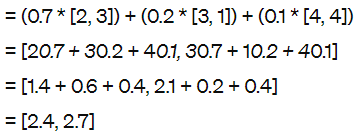 = (0.7 * [2, 3]) + (0.2 * [3, 1]) + (0.1 * [4, 4])
= [20.7 + 30.2 + 40.1, 30.7 + 10.2 + 40.1]
= [1.4 + 0.6 + 0.4, 2.1 + 0.2 + 0.4]
= [2.4, 2.7]